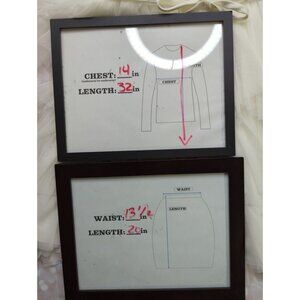 CHEST: 14 in
LENGTH: 32 in
CHEST
WAIST
WAIST: 13 1/2 in
LENGTH: 20 in
LENGTH